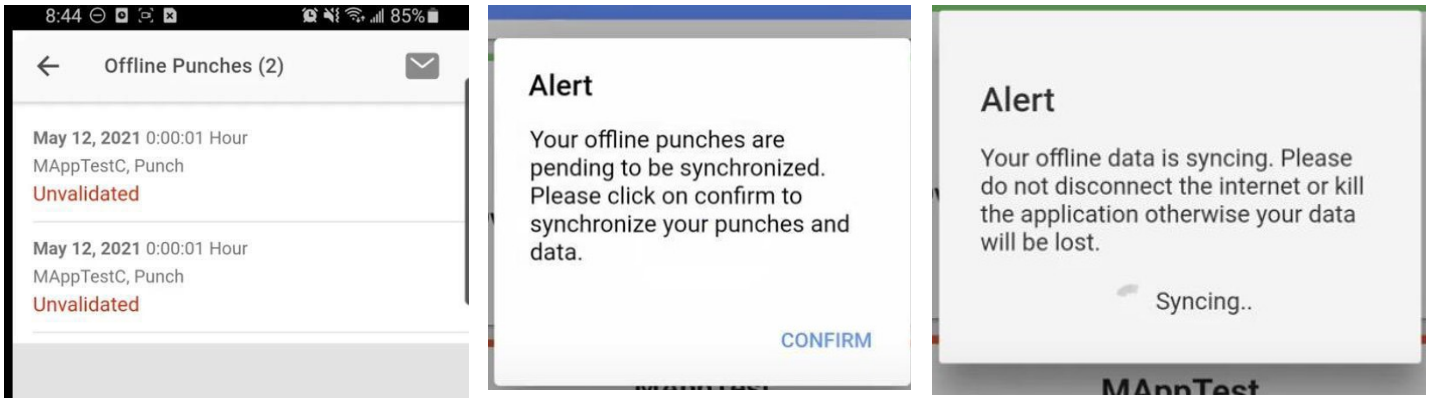 8:44
85%
Offline Punches (2)
May 12, 2021 0:00:01 Hour
MAppTestC, Punch
Unvalidated
May 12, 2021 0:00:01 Hour
MAppTestC, Punch
Unvalidated
Alert
Your offline punches are
pending to be synchronized.
Please click on confirm to
synchronize your punches and
data.
CONFIRM
MAppTest
Alert
Your offline data is syncing. Please
do not disconnect the internet or kill
the application otherwise your data
will be lost.
Syncing..
MAppTest